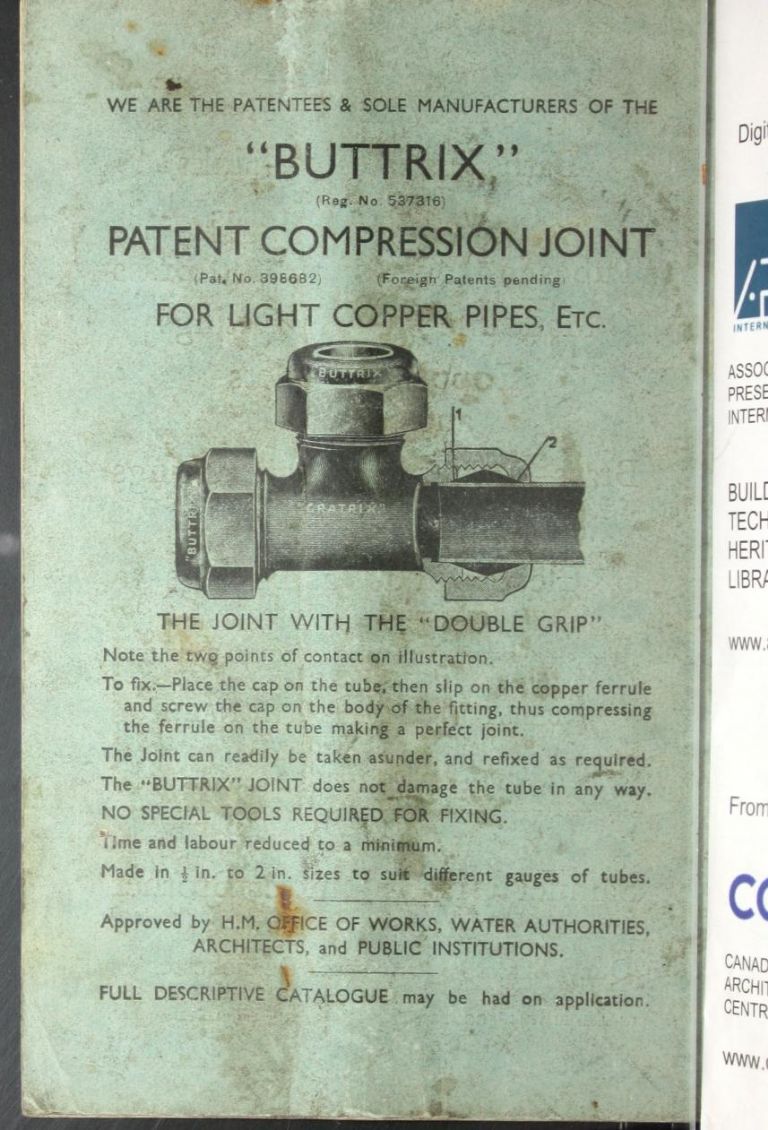 WE ARE THE PATENTEES & SOLE MANUFACTURERS OF THE
"BUTTRIX"
(Reg. No. 537316)
PATENT COMPRESSION JOINT
(Pat. No. 398682) (Foreign Patents pending)
FOR LIGHT COPPER PIPES, ETC.
BUTTRIX
1
2
"BUTTRIX
THE JOINT WITH THE "DOUBLE GRIP"
Note the two points of contact on illustration.
To fix.—Place the cap on the tube, then slip on the copper ferrule
and screw the cap on the body of the fitting, thus compressing
the ferrule on the tube making a perfect joint.
The Joint can readily be taken asunder, and refixed as required.
The "BUTTRIX" JOINT does not damage the tube in any way.
NO SPECIAL TOOLS REQUIRED FOR FIXING.
Time and labour reduced to a minimum.
Made in ½ in. to 2 in. sizes to suit different gauges of tubes.
Approved by H.M. OFFICE OF WORKS, WATER AUTHORITIES,
ARCHITECTS, and PUBLIC INSTITUTIONS.
FULL DESCRIPTIVE CATALOGUE may be had on application.
Digi
INTERN
ASSOC
PRESE
INTERN
BUILD
TECH
HERIT
LIBRA
www.a
From
CO
CANAD
ARCHIT
CENTR
www.c